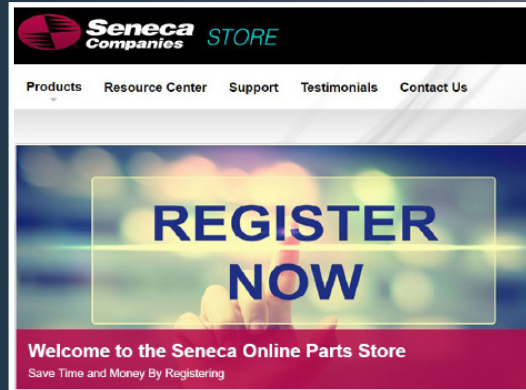 Seneca
Companies STORE
Products Resource Center Support Testimonials Contact Us
REGISTER
NOW
Welcome to the Seneca Online Parts Store
Save Time and Money By Registering